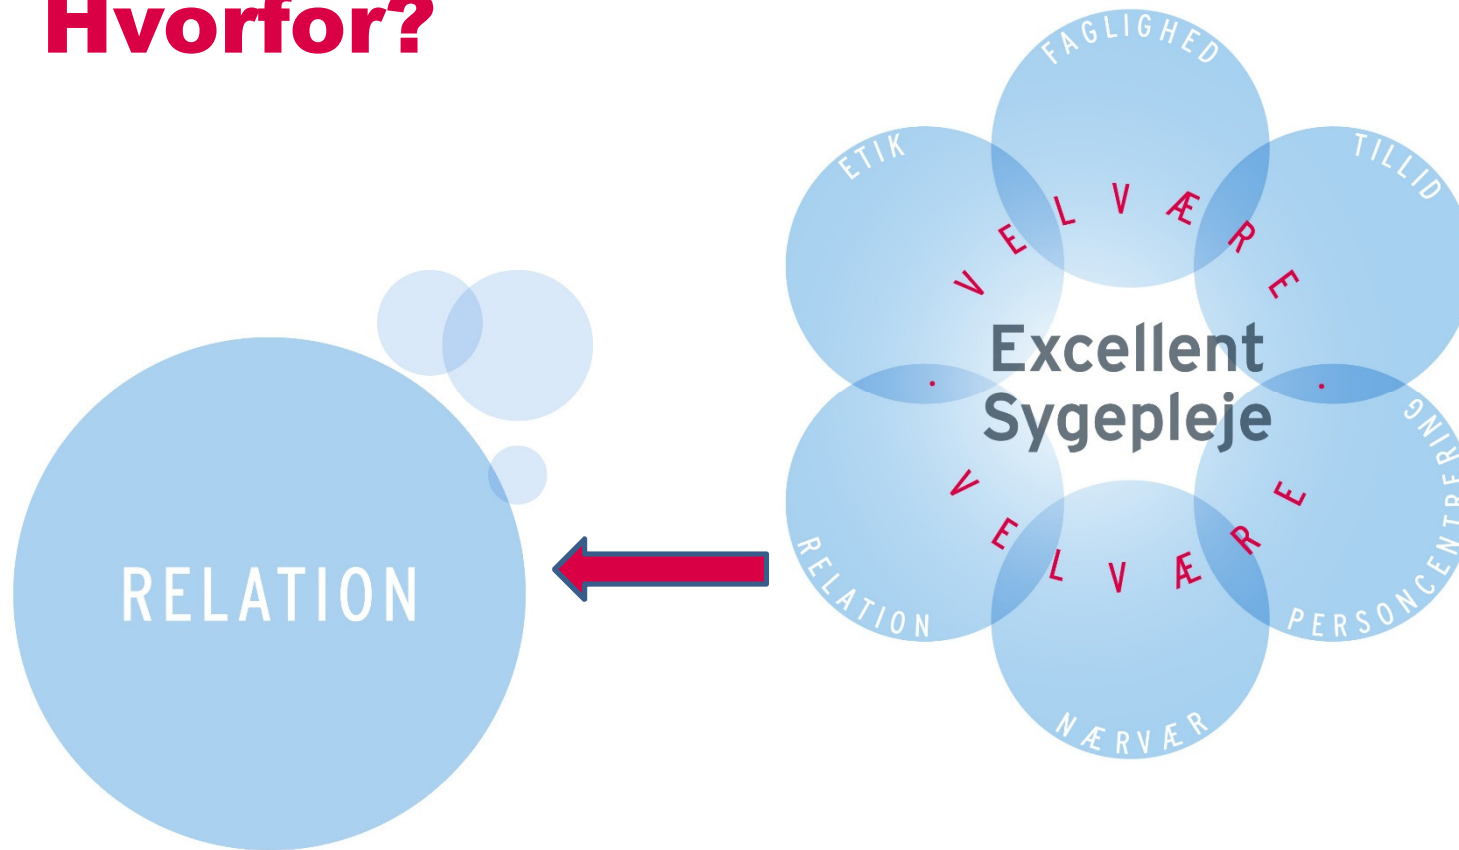 Hvorfor?
RELATION
FAGLIGHED
ETIK
TILLID
VELVÆRE
Excellent
Sygepleje
VELVÆRE
RELATION
PERSONCENTRERING
NÆRVÆR